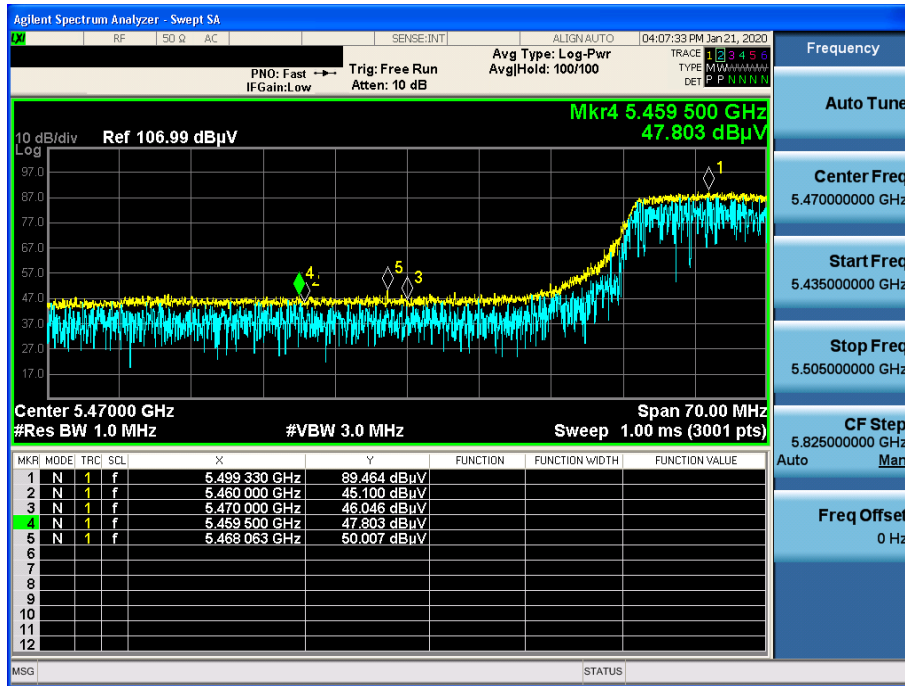 Agilent Spectrum Analyzer - Swept SA
LXI RF 50 Ω AC SENSE:INT ALIGN AUTO 04:07:33 PM Jan 21, 2020
Frequency
PNO: Fast Trig: Free Run Avg Type: Log-Pwr TRACE 1 2 3 4 5 6
IFGain:Low Atten: 10 dB Avg|Hold: 100/100 TYPE M W W W W W
DET P P N N N N
Auto Tune
Mkr4 5.459 500 GHz
47.803 dBµV
10 dB/div Ref 106.99 dBµV
Log
97.0
87.0
77.0
67.0
57.0
47.0
37.0
27.0
17.0
1
4
2
5
3
Center Freq
5.470000000 GHz
Start Freq
5.435000000 GHz
Stop Freq
5.505000000 GHz
Center 5.47000 GHz Span 70.00 MHz
#Res BW 1.0 MHz #VBW 3.0 MHz Sweep 1.00 ms (3001 pts)
CF Step
5.825000000 GHz
Auto Man
Freq Offset
0 Hz
MKR MODE TRC SCL X Y FUNCTION FUNCTION WIDTH FUNCTION VALUE
1 N 1 f 5.499 330 GHz 89.464 dBµV
2 N 1 f 5.460 000 GHz 45.100 dBµV
3 N 1 f 5.470 000 GHz 46.046 dBµV
4 N 1 f 5.459 500 GHz 47.803 dBµV
5 N 1 f 5.468 063 GHz 50.007 dBµV
6
7
8
9
10
11
12
MSG STATUS